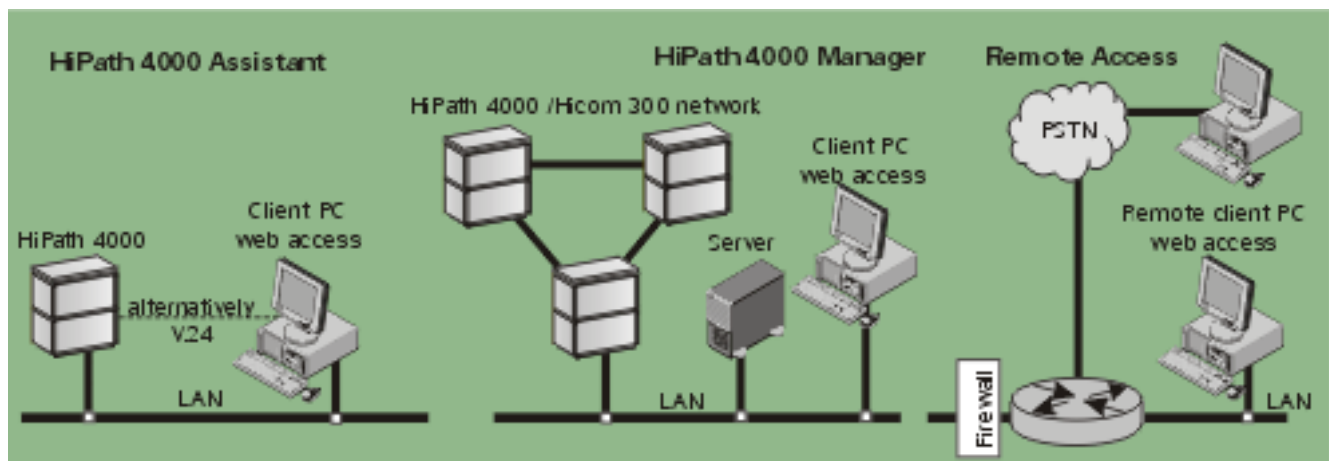 HiPath 4000 Assistant
HiPath 4000
Client PC
web access
alternatively
V.24
LAN
HiPath 4000 Manager
HiPath 4000 /Hicom 300 network
Server
Client PC
web access
LAN
Remote Access
PSTN
Remote client PC
web access
Firewall
LAN